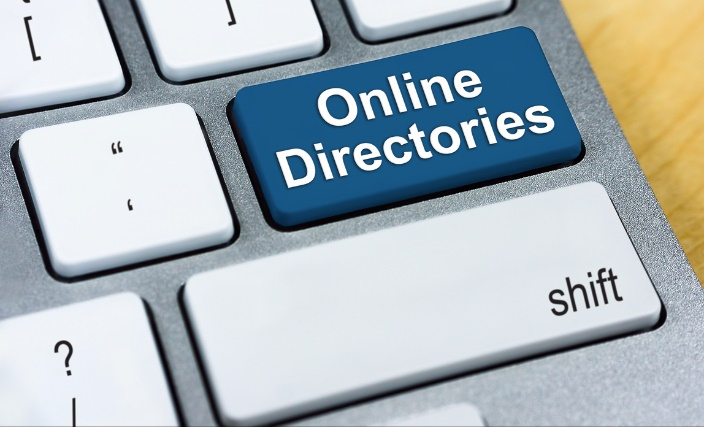 [
]
Online
Directories
“
‘
shift
?
/